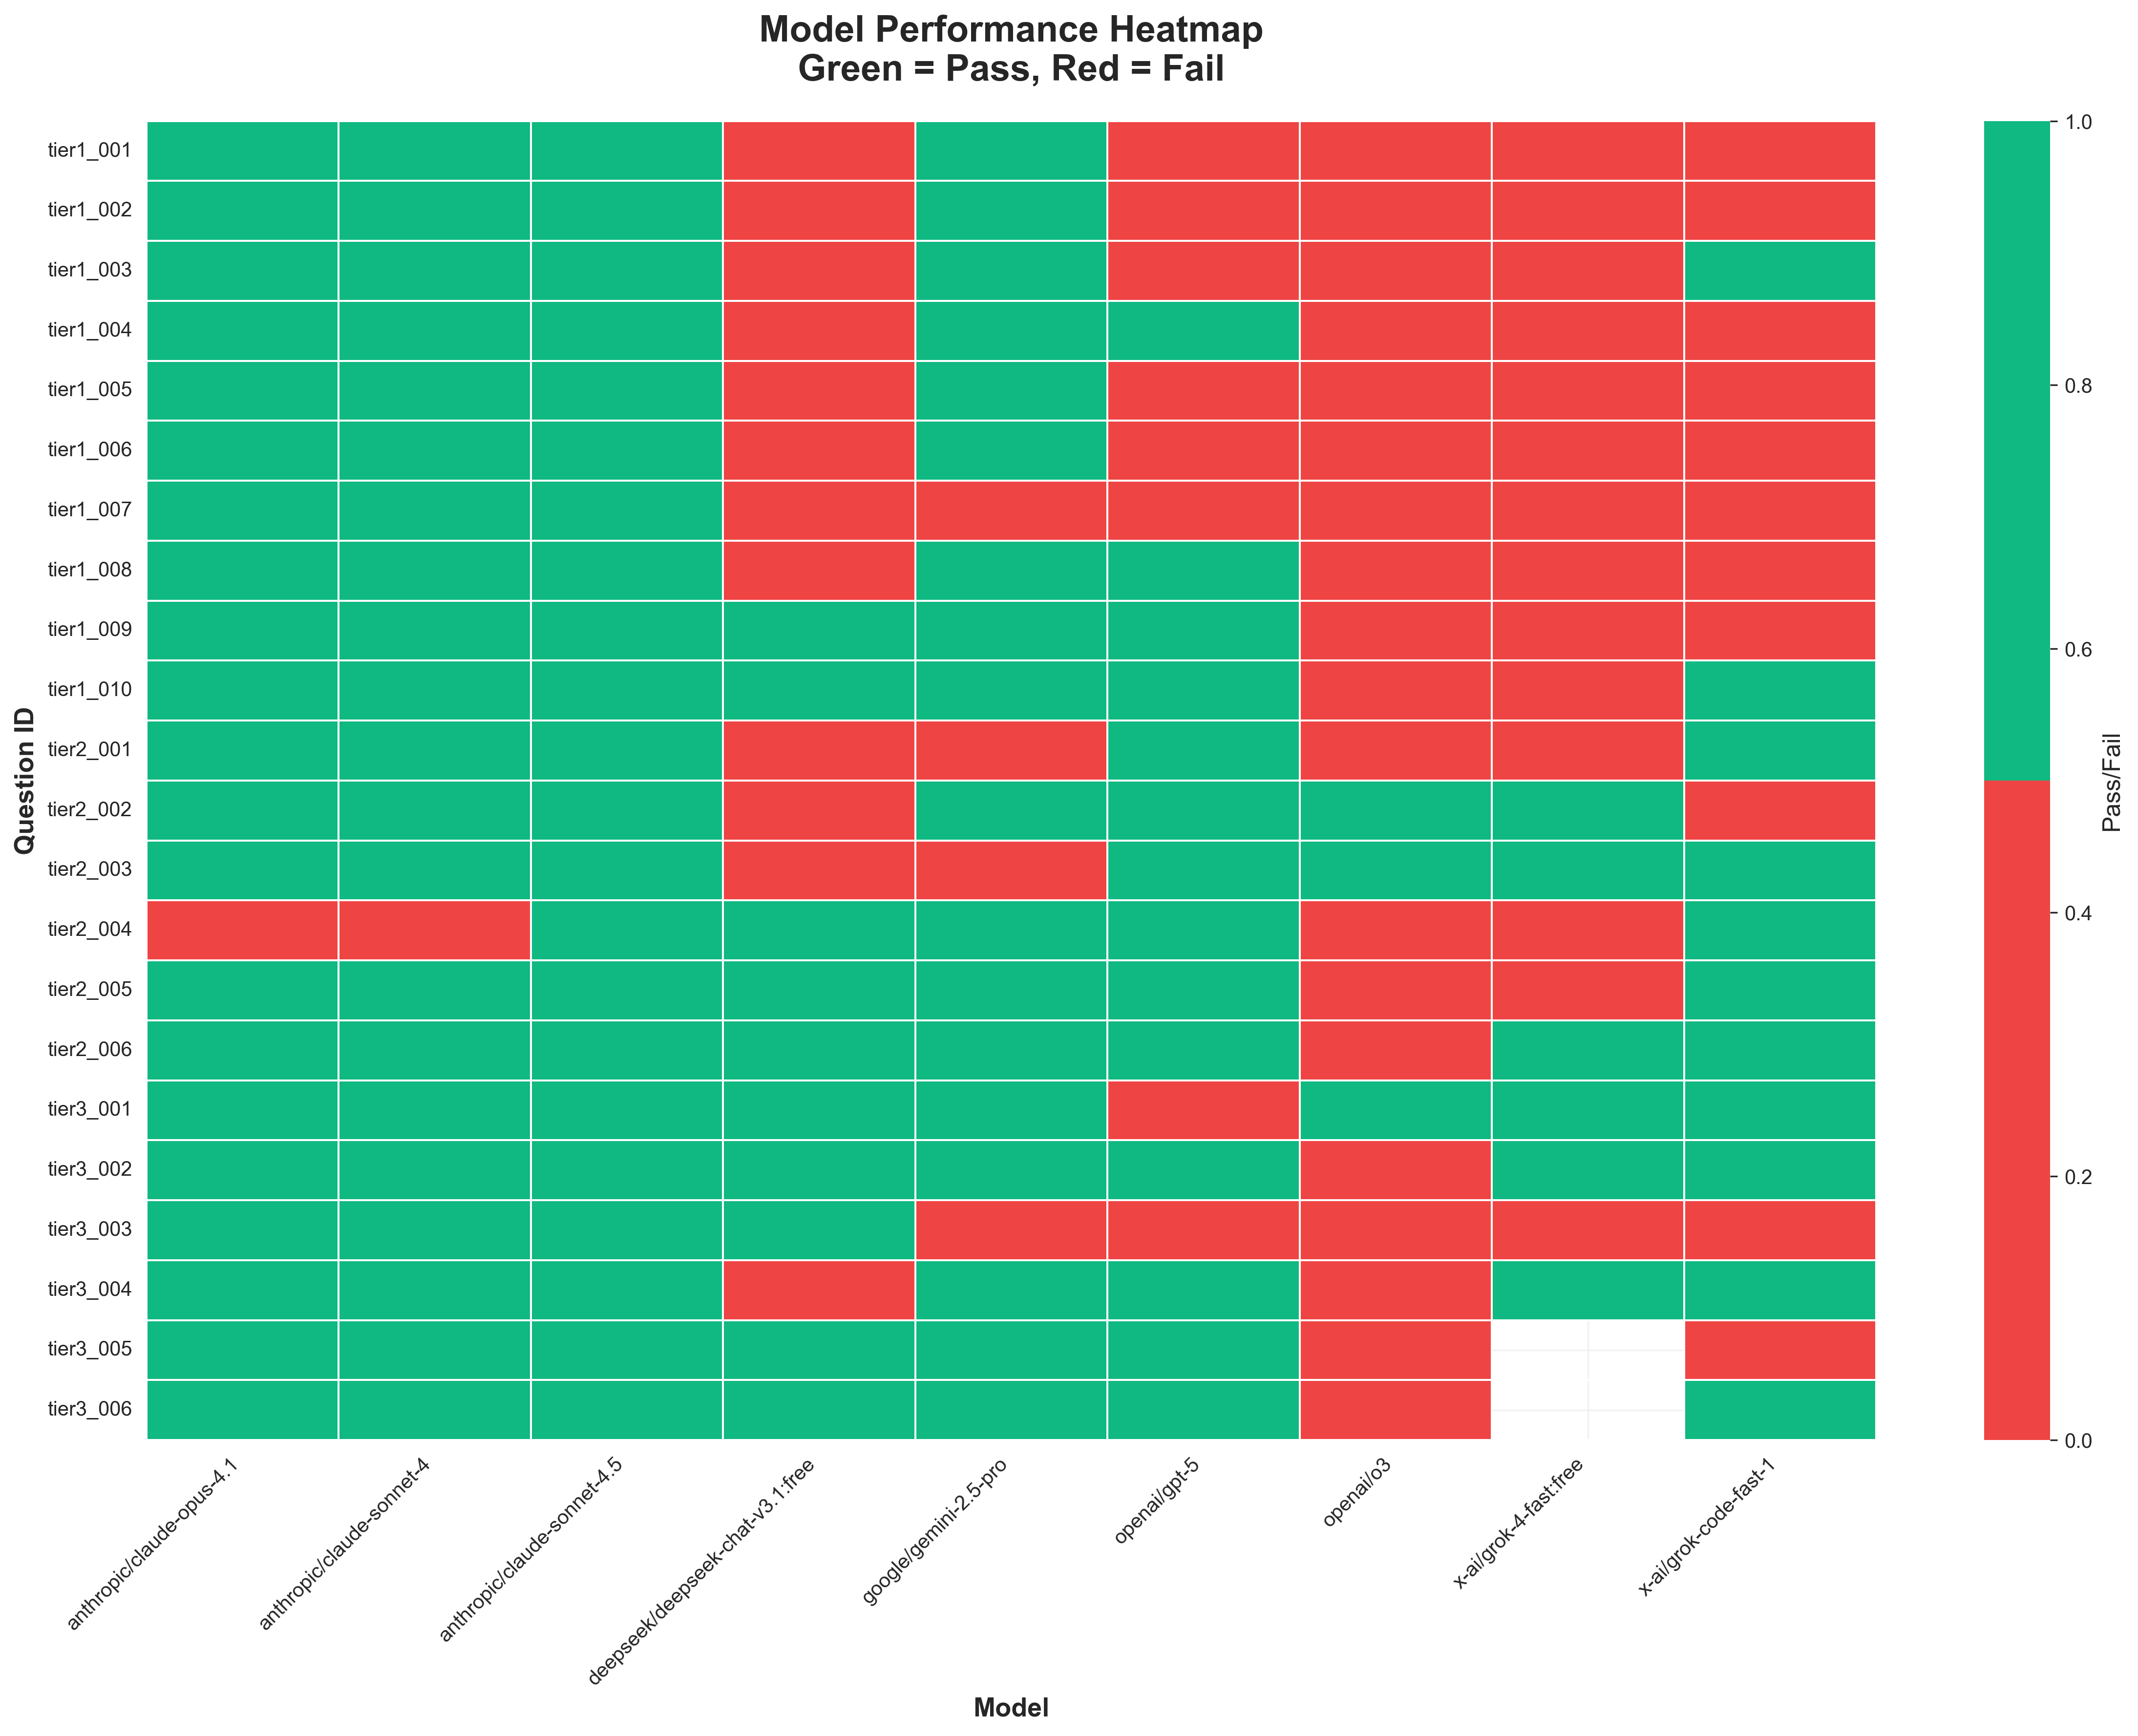 Model Performance Heatmap
Green = Pass, Red = Fail
Question ID
tier1_001
tier1_002
tier1_003
tier1_004
tier1_005
tier1_006
tier1_007
tier1_008
tier1_009
tier1_010
tier2_001
tier2_002
tier2_003
tier2_004
tier2_005
tier2_006
tier3_001
tier3_002
tier3_003
tier3_004
tier3_005
tier3_006
anthropic/claude-opus-4.1
anthropic/claude-sonnet-4
anthropic/claude-sonnet-4.5
deepseek/deepseek-chat-v3.1:free
google/gemini-2.5-pro
openai/gpt-5
openai/o3
x-ai/grok-4-fast:free
x-ai/grok-code-fast-1
Model
1.0
0.8
0.6
0.4
0.2
0.0
Pass/Fail